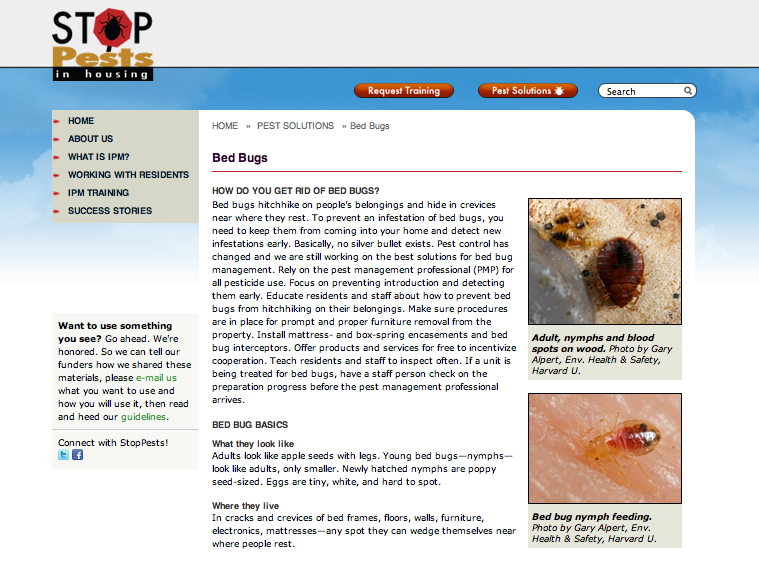 STOP
Pests
in housing
Request Training
Pest Solutions
Search
HOME
ABOUT US
WHAT IS IPM?
WORKING WITH RESIDENTS
IPM TRAINING
SUCCESS STORIES
HOME » PEST SOLUTIONS » Bed Bugs
Bed Bugs
HOW DO YOU GET RID OF BED BUGS?
Bed bugs hitchhike on people's belongings and hide in crevices
near where they rest. To prevent an infestation of bed bugs, you
need to keep them from coming into your home and detect new
infestations early. Basically, no silver bullet exists. Pest control has
changed and we are still working on the best solutions for bed bug
management. Rely on the pest management professional (PMP) for
all pesticide use. Focus on preventing introduction and detecting
them early. Educate residents and staff about how to prevent bed
bugs from hitchhiking on their belongings. Make sure procedures
are in place for prompt and proper furniture removal from the
property. Intall mattress- and box-spring encasements and bed
bug interceptors. Offer products and services for free to incentivize
cooperation. Teach residents and staff to inspect often. If a unit is
being treated for bed bugs, have a staff person check on the
preparation progress before the pest management professional
arrives.
BED BUG BASICS
What they look like
Adults look like apple seeds with legs. Young bed bugs—nymphs—
look like adults, only smaller. Newly hatched nymphs are poppy
seed-sized. Eggs are tiny, white, and hard to spot.
Where they live
In cracks and crevices of bed frames, floors, walls, furniture,
electronics, mattresses—any spot they can wedge themselves near
where people rest.
Adult, nymphs and blood
spots on wood. Photo by Gary
Alpert, Env. Health & Safety,
Harvard U.
Bed bug nymph feeding.
Photo by Gary Alpert, Env.
Health & Safety, Harvard U.
Want to use something
you see? Go ahead. We're
honored. So we can tell our
funders how we shared these
materials, please e-mail us
what you want to use and
how you will use it, then read
and heed our guidelines.
Connect with StopPests!